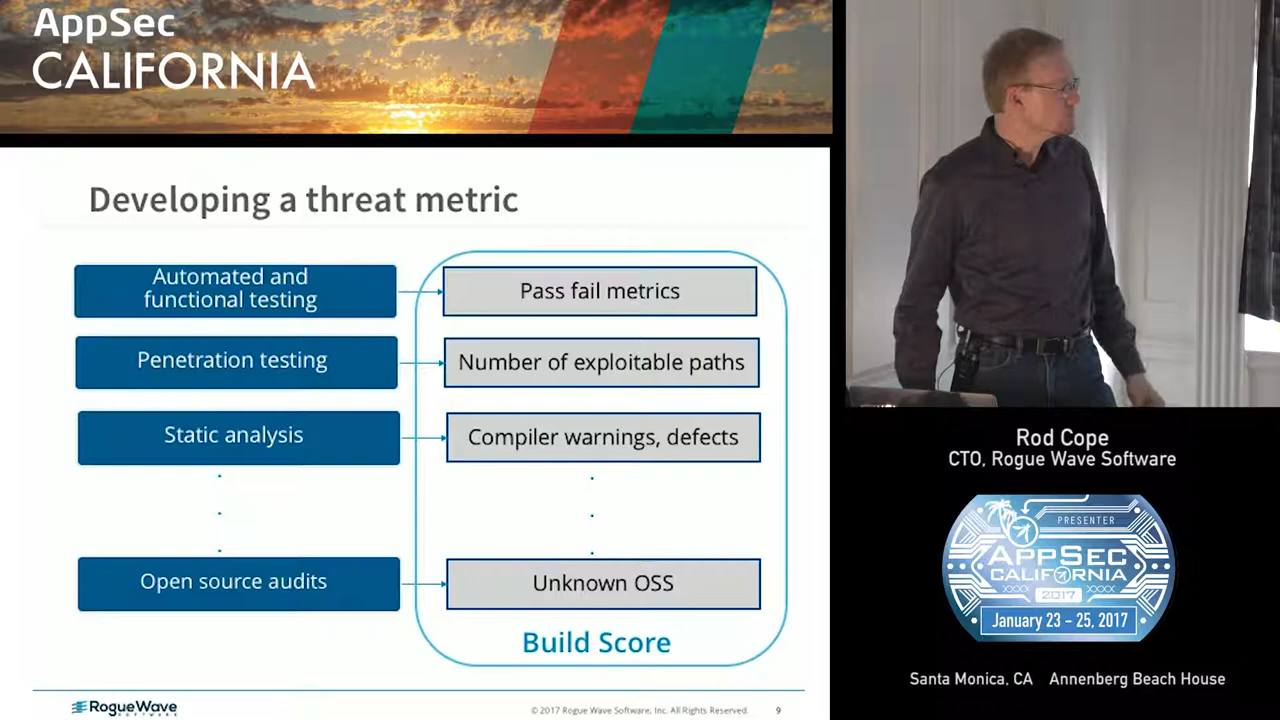 AppSec
CALIFORNIA
Developing a threat metric
Automated and
functional testing
Pass fail metrics
Penetration testing
Number of exploitable paths
Static analysis
Compiler warnings, defects
Open source audits
Unknown OSS
Build Score
RogueWave
SOFTWARE
© 2017 Rogue Wave Software, Inc. All Rights Reserved.
9
Rod Cope
CTO, Rogue Wave Software
PRESENTER
APPSEC
CALIFORNIA
2017
January 23 – 25, 2017
Santa Monica, CA Annenberg Beach House